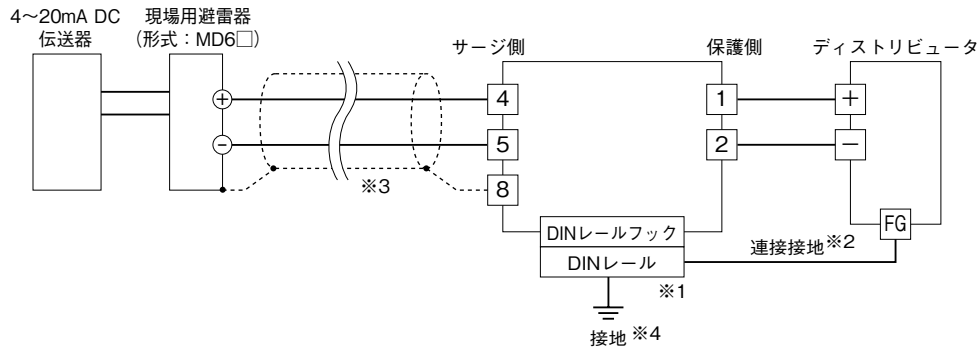 4～20mA DC
伝送器
現場用避雷器
（形式：MD6□）
サージ側
保護側
ディストリビュータ
＋
－
4
5
8
1
2
＋
－
※3
FG
DINレールフック
DINレール
連接接地※2
※1
接地※4